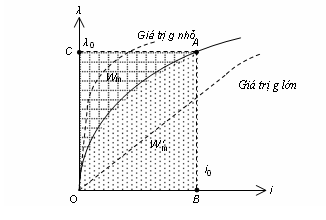 λ
Giá trị g nhỏ
C
λ₀
A
Wm
Giá trị g lớn
W'm
i₀
O
B
i